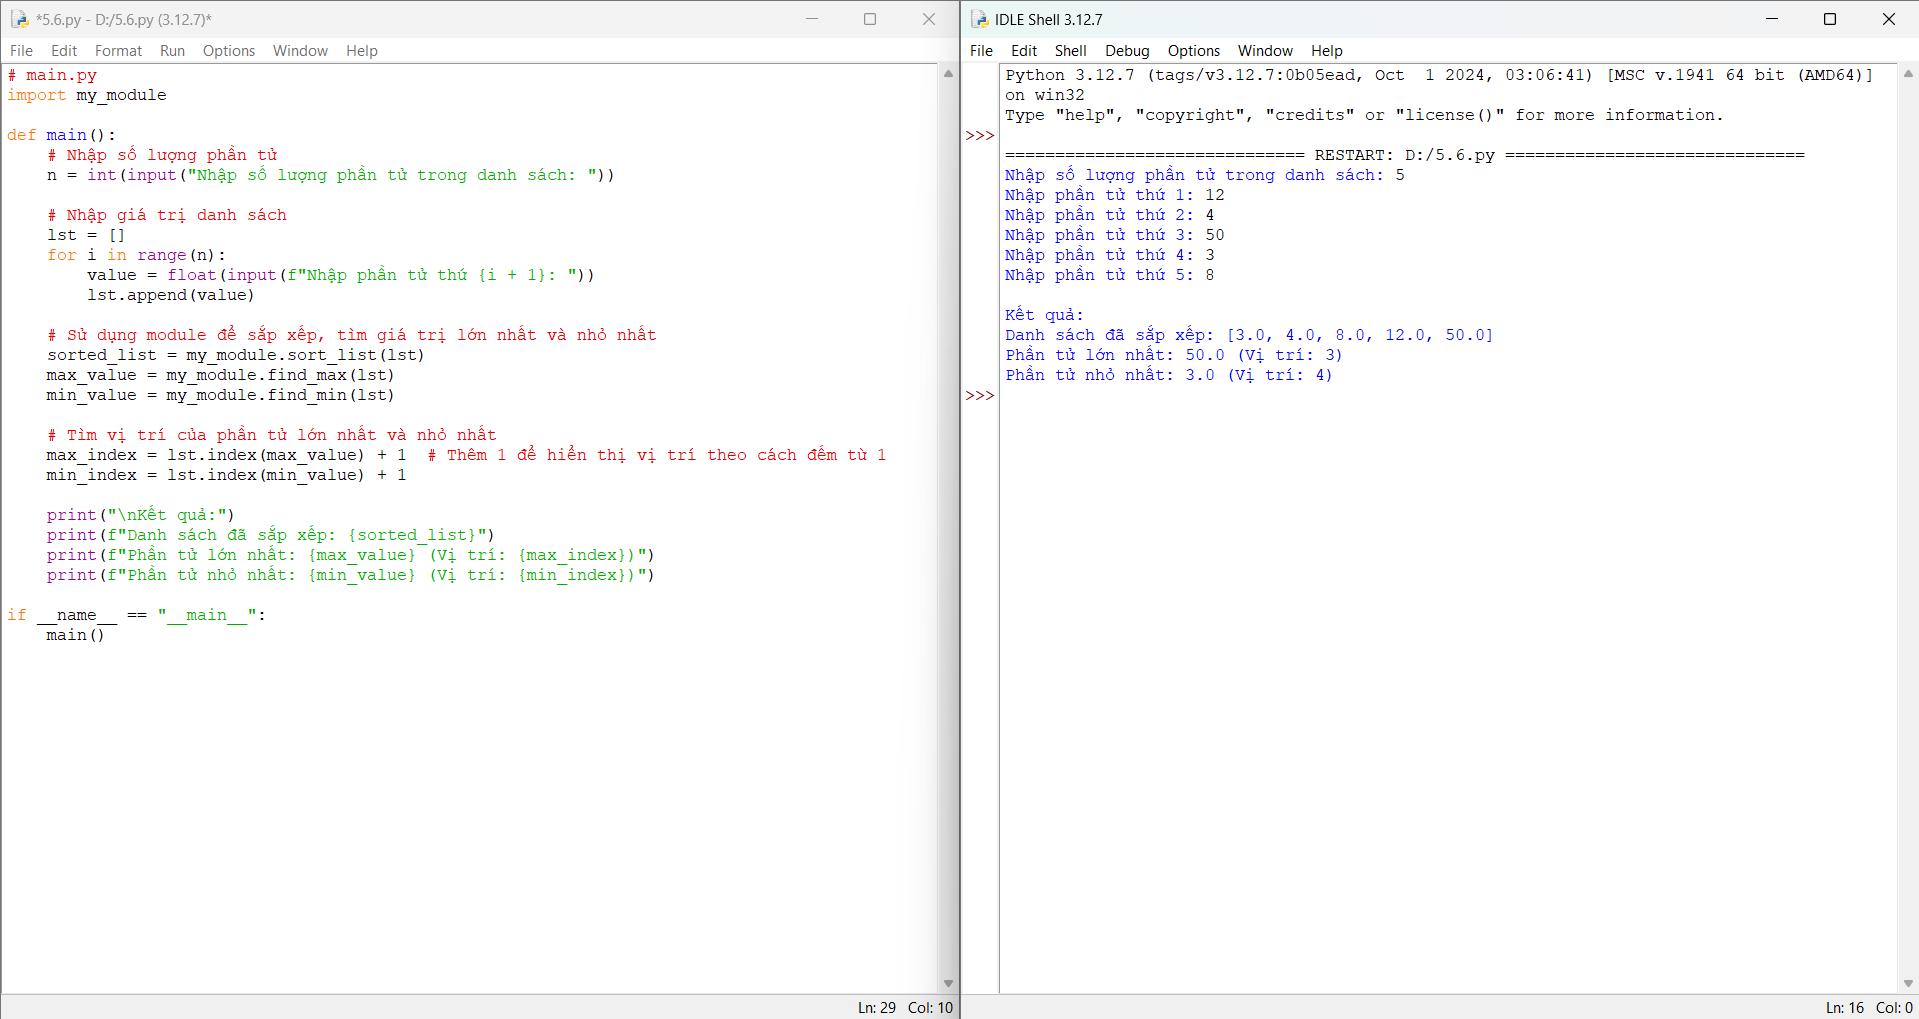 *5.6.py - D:/5.6.py (3.12.7)*
File Edit Format Run Options Window Help
# main.py
import my_module

def main():
    # Nhập số lượng phần tử
    n = int(input("Nhập số lượng phần tử trong danh sách: "))

    # Nhập giá trị danh sách
    lst = []
    for i in range(n):
        value = float(input(f"Nhập phần tử thứ {i + 1}: "))
        lst.append(value)

    # Sử dụng module để sắp xếp, tìm giá trị lớn nhất và nhỏ nhất
    sorted_list = my_module.sort_list(lst)
    max_value = my_module.find_max(lst)
    min_value = my_module.find_min(lst)

    # Tìm vị trí của phần tử lớn nhất và nhỏ nhất
    max_index = lst.index(max_value) + 1  # Thêm 1 để hiển thị vị trí theo cách đếm từ 1
    min_index = lst.index(min_value) + 1

    print("\nKết quả:")
    print(f"Danh sách đã sắp xếp: {sorted_list}")
    print(f"Phần tử lớn nhất: {max_value} (Vị trí: {max_index})")
    print(f"Phần tử nhỏ nhất: {min_value} (Vị trí: {min_index})")

if __name__ == "__main__":
    main()
Ln: 29 Col: 10
IDLE Shell 3.12.7
File Edit Shell Debug Options Window Help
Python 3.12.7 (tags/v3.12.7:0b05ead, Oct  1 2024, 03:06:41) [MSC v.1941 64 bit (AMD64)]
on win32
Type "help", "copyright", "credits" or "license()" for more information.
>>>
============================== RESTART: D:/5.6.py ==============================
Nhập số lượng phần tử trong danh sách: 5
Nhập phần tử thứ 1: 12
Nhập phần tử thứ 2: 4
Nhập phần tử thứ 3: 50
Nhập phần tử thứ 4: 3
Nhập phần tử thứ 5: 8

Kết quả:
Danh sách đã sắp xếp: [3.0, 4.0, 8.0, 12.0, 50.0]
Phần tử lớn nhất: 50.0 (Vị trí: 3)
Phần tử nhỏ nhất: 3.0 (Vị trí: 4)
>>>
Ln: 16 Col: 0